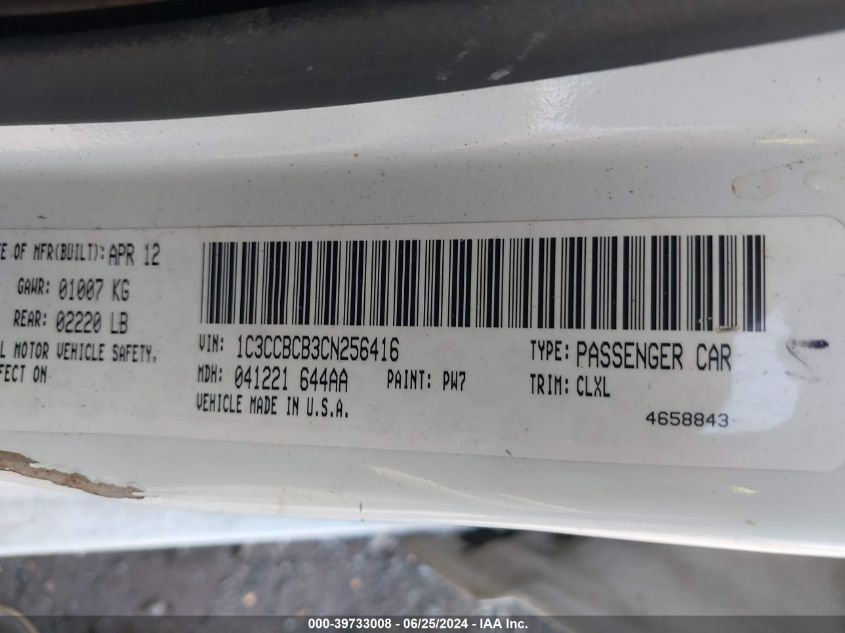 TE OF MFR(BUILT): APR 12
GAWR: 01007 KG
REAR: 02220 LB
L MOTOR VEHICLE SAFETY,
FFECT ON
VIN: 1C3CCBCB3CN256416
TYPE: PASSENGER CAR
MDH: 041221 644AA PAINT: PW7
TRIM: CLXL
VEHICLE MADE IN U.S.A.
4658843
000-39733008 | 06/25/2024 - IAA Inc.